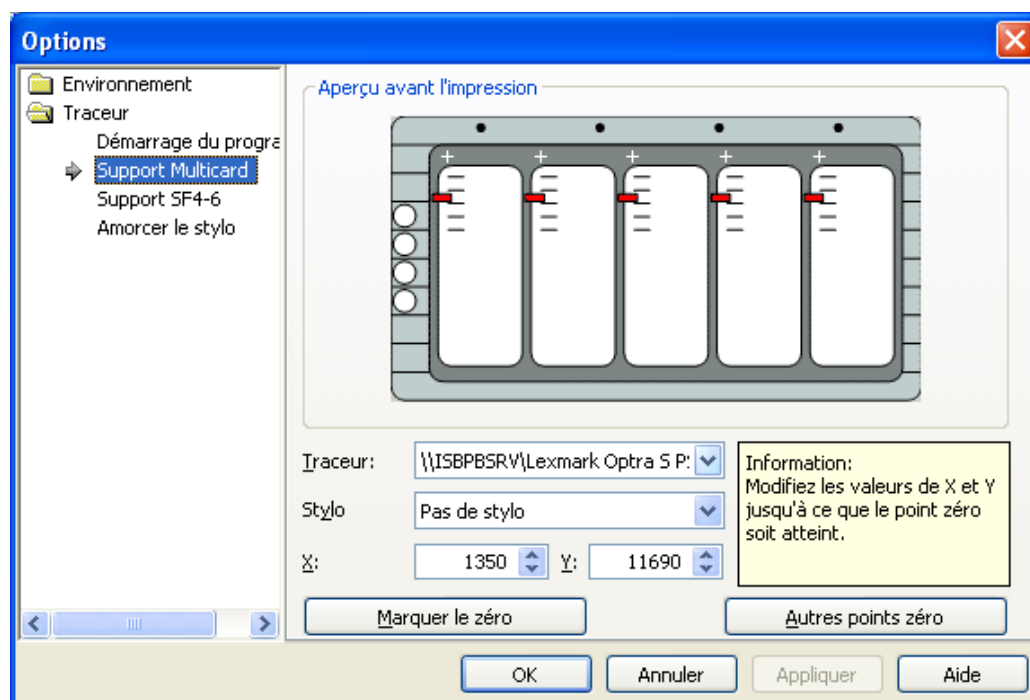 Options
Environnement
Traceur
Démarrage du progra
Support Multicard
Support SF4-6
Amorcer le stylo
Aperçu avant l'impression
Traceur: \\ISBPBSRV\Lexmark Optra S P:
Stylo Pas de stylo
X: 1350 Y: 11690
Information:
Modifiez les valeurs de X et Y
jusqu'à ce que le point zéro
soit atteint.
Marquer le zéro
Autres points zéro
OK Annuler Appliquer Aide